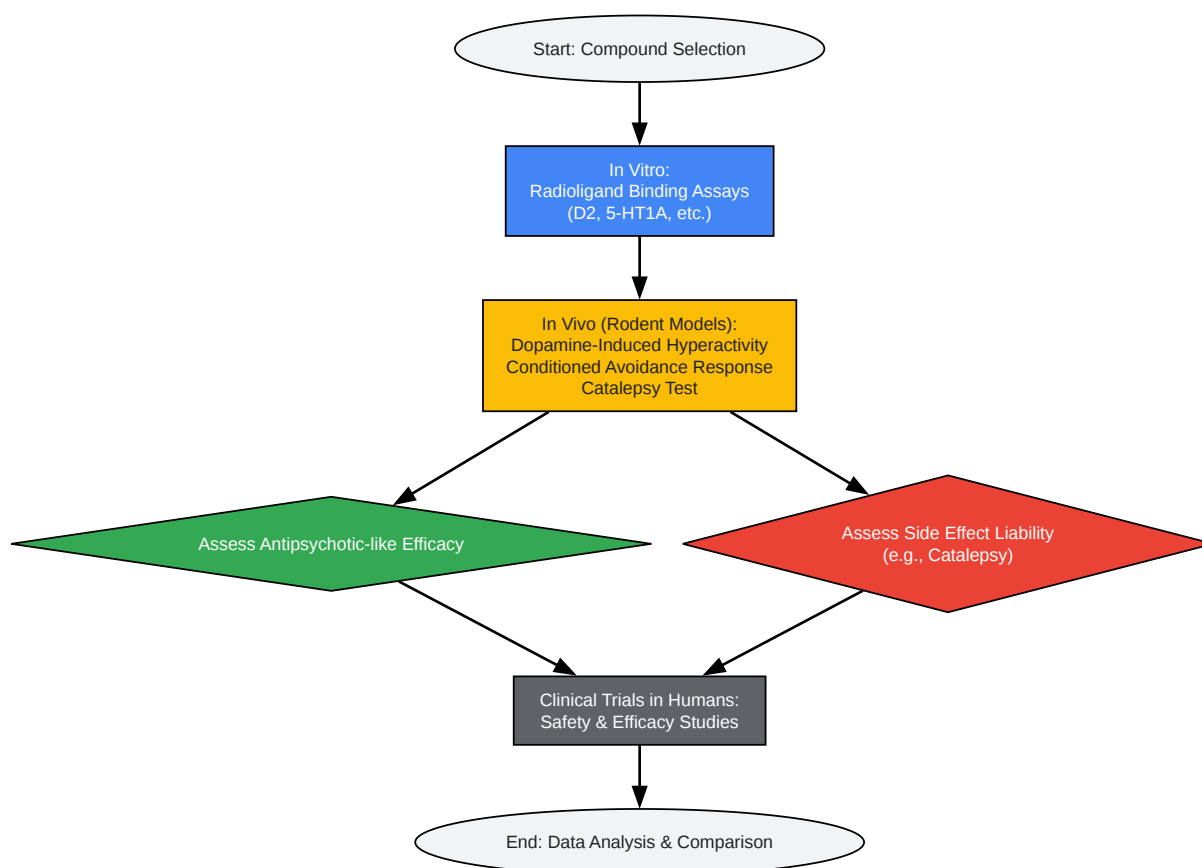 Start: Compound Selection
In Vitro:
Radioligand Binding Assays
(D2, 5-HT1A, etc.)
In Vivo (Rodent Models):
Dopamine-Induced Hyperactivity
Conditioned Avoidance Response
Catalepsy Test
Assess Antipsychotic-like Efficacy
Assess Side Effect Liability
(e.g., Catalepsy)
Clinical Trials in Humans:
Safety & Efficacy Studies
End: Data Analysis & Comparison